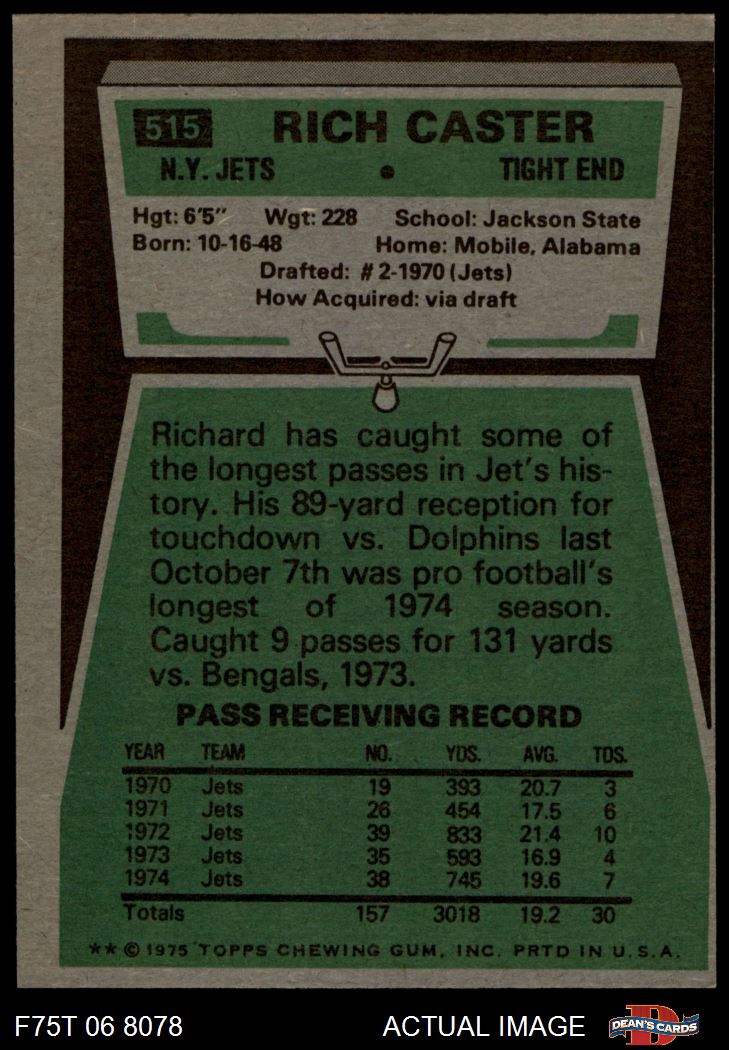 515 RICH CASTER
N.Y. JETS • TIGHT END
Hgt: 6'5" Wgt: 228 School: Jackson State
Born: 10-16-48 Home: Mobile, Alabama
Drafted: #2-1970 (Jets)
How Acquired: via draft
Richard has caught some of
the longest passes in Jet's his-
tory. His 89-yard reception for
touchdown vs. Dolphins last
October 7th was pro football's
longest of 1974 season.
Caught 9 passes for 131 yards
vs. Bengals, 1973.
PASS RECEIVING RECORD
YEAR TEAM NO. YDS. AVG. TDS.
1970 Jets 19 393 20.7 3
1971 Jets 26 454 17.5 6
1972 Jets 39 833 21.4 10
1973 Jets 35 593 16.9 4
1974 Jets 38 745 19.6 7
Totals 157 3018 19.2 30
** © 1975 TOPPS CHEWING GUM, INC. PRTD IN U.S.A.
F75T 06 8078 ACTUAL IMAGE DEAN'S CARDS